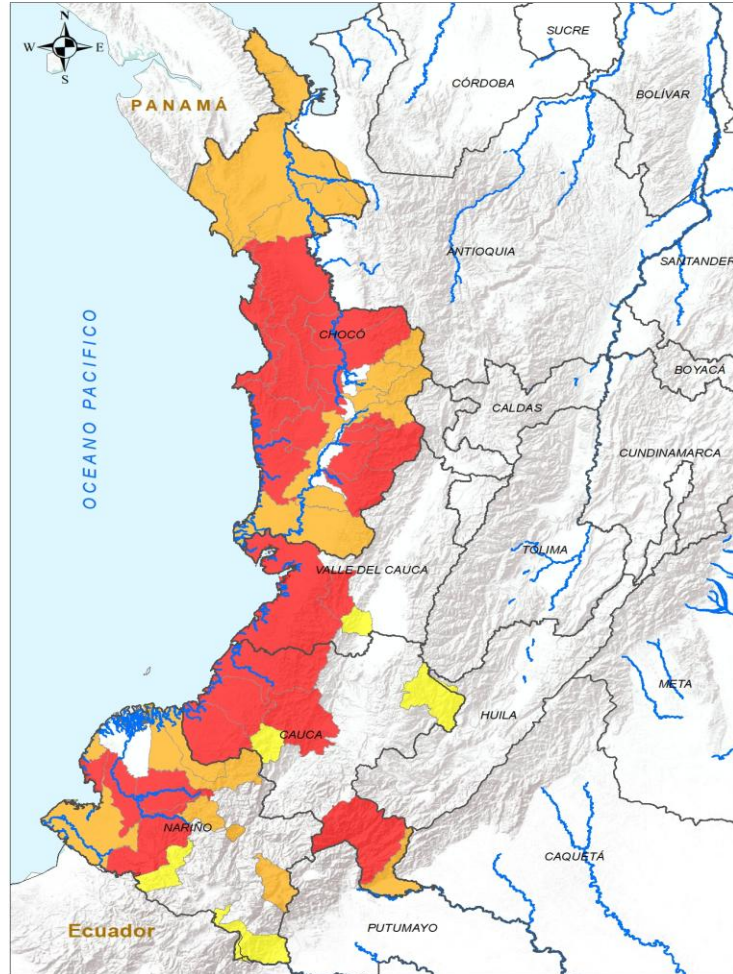 N
W E
S
PANAMÁ
SUCRE
CÓRDOBA
BOLÍVAR
ANTIOQUIA
SANTANDER
OCEANO PACIFICO
CHOCÓ
BOYACÁ
CALDAS
CUNDINAMARCA
TOLIMA
VALLE DEL CAUCA
META
HUILA
CAUCA
NARIÑO
CAQUETÁ
PUTUMAYO
Ecuador